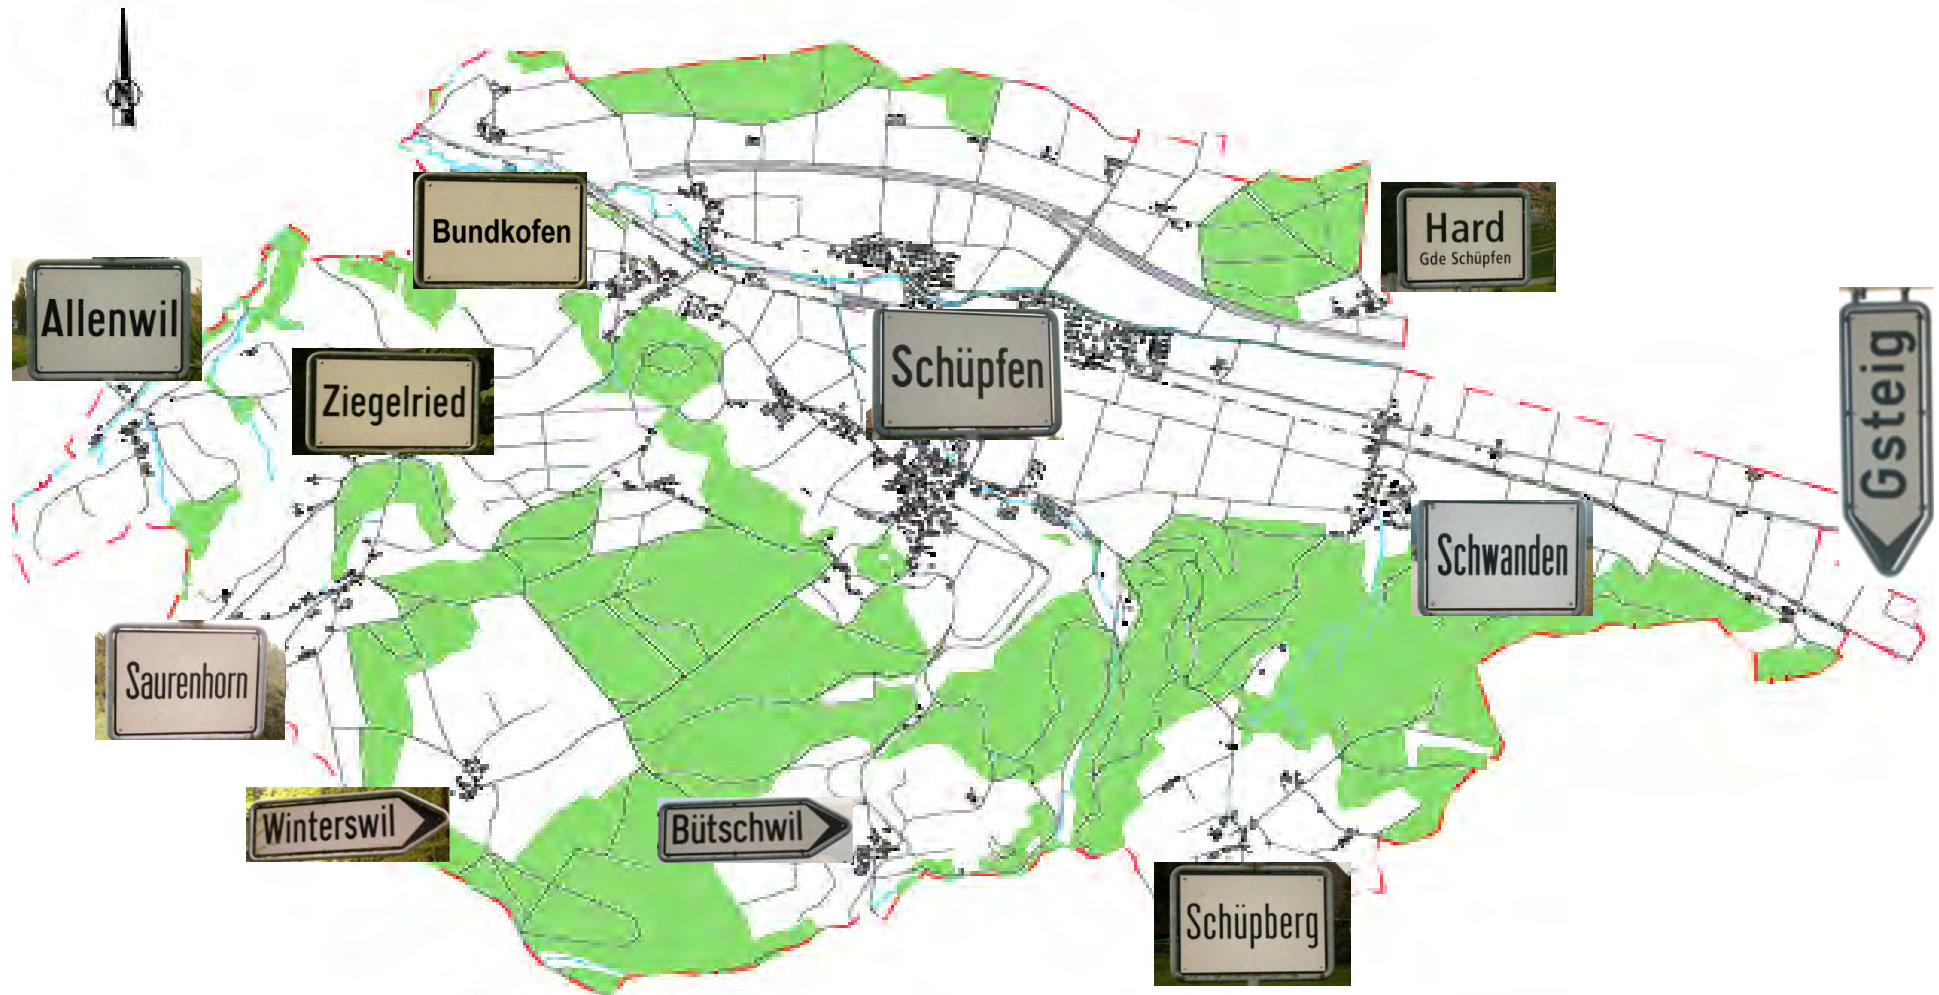 Bundkofen
Hard
Gde Schüpfen
Allenwil
Ziegelried
Schüpfen
Gsteig
Schwanden
Saurenhorn
Winterswil
Bütschwil
Schüpberg